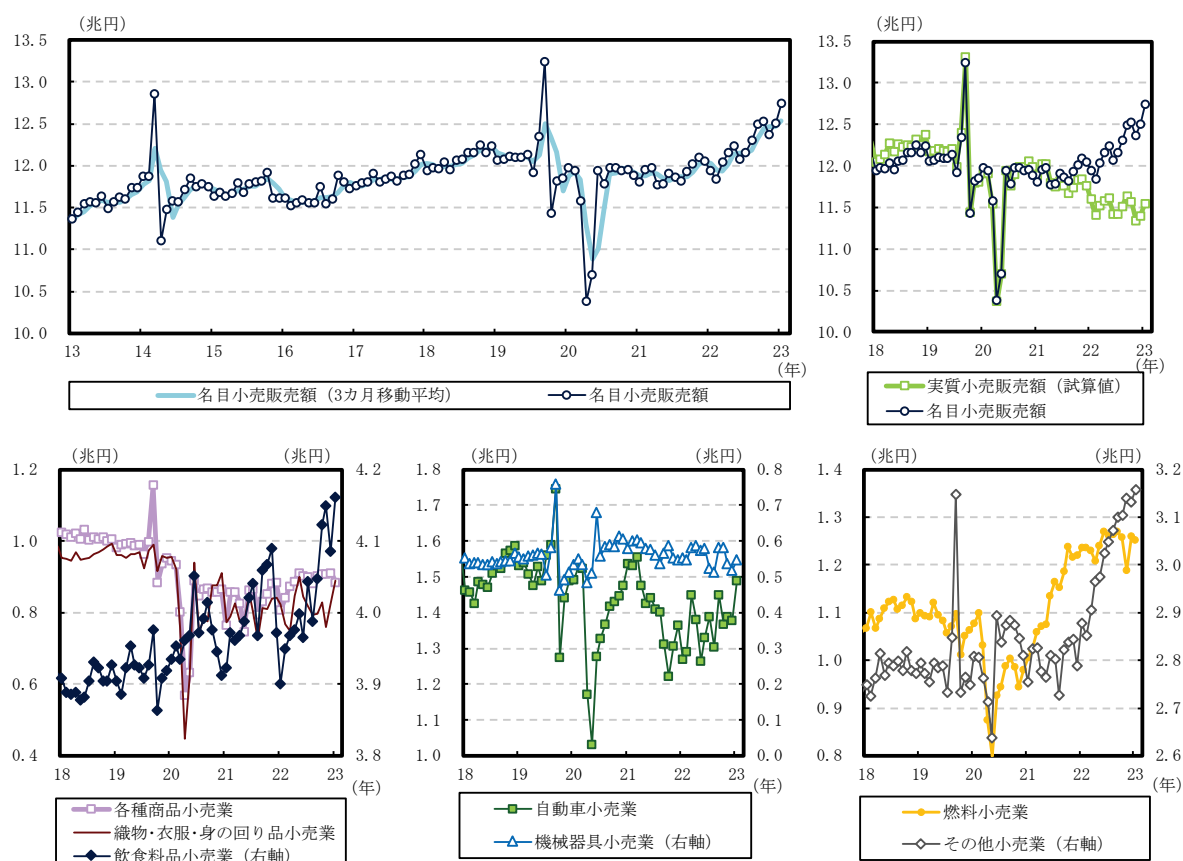 （兆円）
（兆円）
13.5
13.0
12.5
12.0
11.5
11.0
10.5
10.0
13 14 15 16 17 18 19 20 21 22 23
（年）
13.5
13.0
12.5
12.0
11.5
11.0
10.5
10.0
18 19 20 21 22 23
（年）
名目小売販売額（3カ月移動平均） 名目小売販売額
実質小売販売額（試算値）
名目小売販売額
（兆円） （兆円）
1.2
1.0
0.8
0.6
0.4
4.2
4.1
4.0
3.9
3.8
18 19 20 21 22 23
（年）
各種商品小売業
織物・衣服・身の回り品小売業
飲食料品小売業（右軸）
（兆円） （兆円）
1.8
1.7
1.6
1.5
1.4
1.3
1.2
1.1
1.0
0.8
0.7
0.6
0.5
0.4
0.3
0.2
0.1
0.0
18 19 20 21 22 23
（年）
自動車小売業
機械器具小売業（右軸）
（兆円） （兆円）
1.4
1.3
1.2
1.1
1.0
0.9
0.8
3.2
3.1
3.0
2.9
2.8
2.7
2.6
18 19 20 21 22 23
（年）
燃料小売業
その他小売業（右軸）